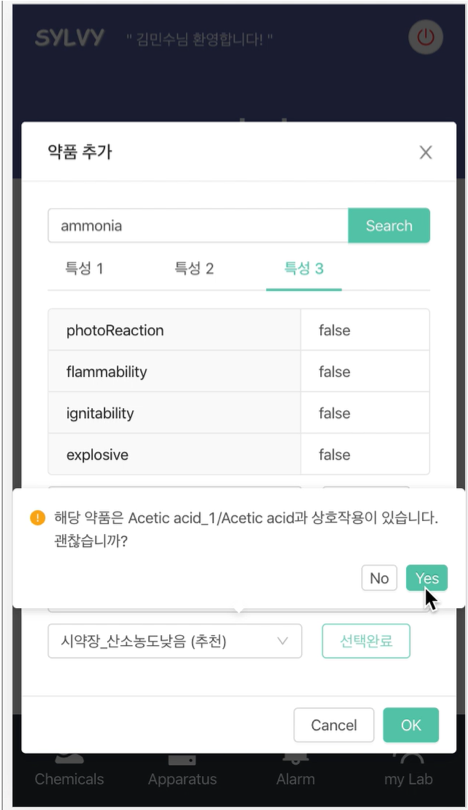 SYLVY
" 김민수님 환영합니다! "
약품 추가
ammonia
Search
특성 1
특성 2
특성 3
photoReaction
false
flammability
false
ignitability
false
explosive
false
해당 약품은 Acetic acid_1/Acetic acid과 상호작용이 있습니다.
괜찮습니까?
No
Yes
시약장_산소농도낮음 (추천)
선택완료
Cancel
OK
Chemicals
Apparatus
Alarm
my Lab